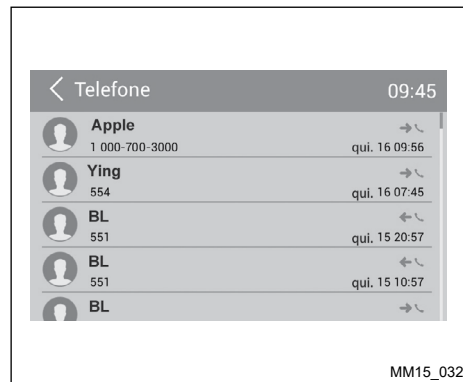 Telefone 09:45
Apple
1 000-700-3000 qui. 16 09:56
Ying
554 qui. 16 07:45
BL
551 qui. 15 20:57
BL
551 qui. 15 10:57
BL
MM15_032